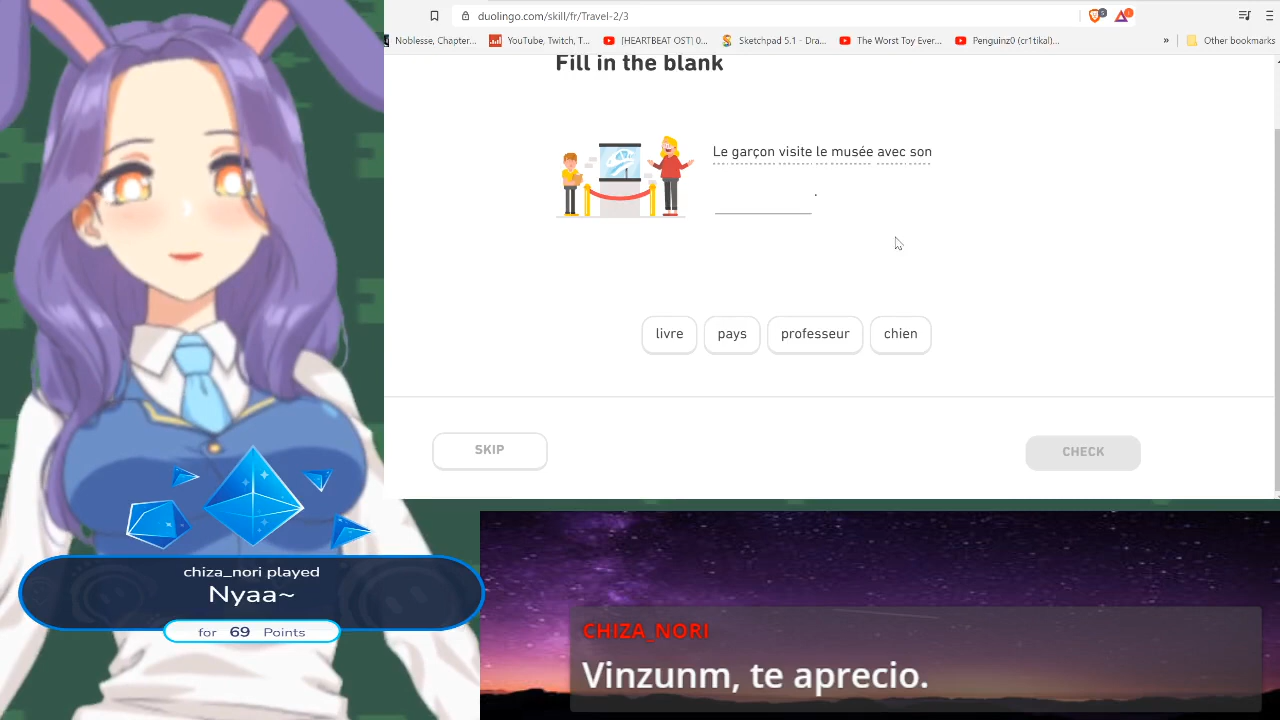 duolingo.com/skill/fr/Travel-2/3
Noblesse, Chapter... YouTube, Twitch, T... [HEARTBEAT OST] 0... Sketchpad 5.1 - Dra... The Worst Toy Ever... Penguinz0 (cr1tikal)... » Other bookmarks
Fill in the blank
Le garçon visite le musée avec son
.
livre pays professeur chien
SKIP CHECK
chiza_nori played
Nyaa~
for 69 Points
CHIZA_NORI
Vinzunm, te aprecio.